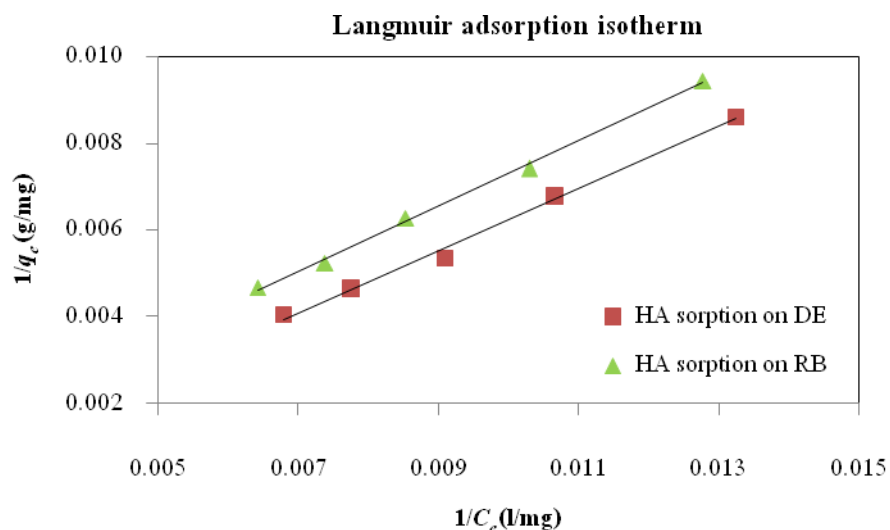 Langmuir adsorption isotherm
0.010
0.008
0.006
0.004
0.002
1/qe (g/mg)
HA sorption on DE
HA sorption on RB
0.005
0.007
0.009
0.011
0.013
0.015
1/Ce (l/mg)